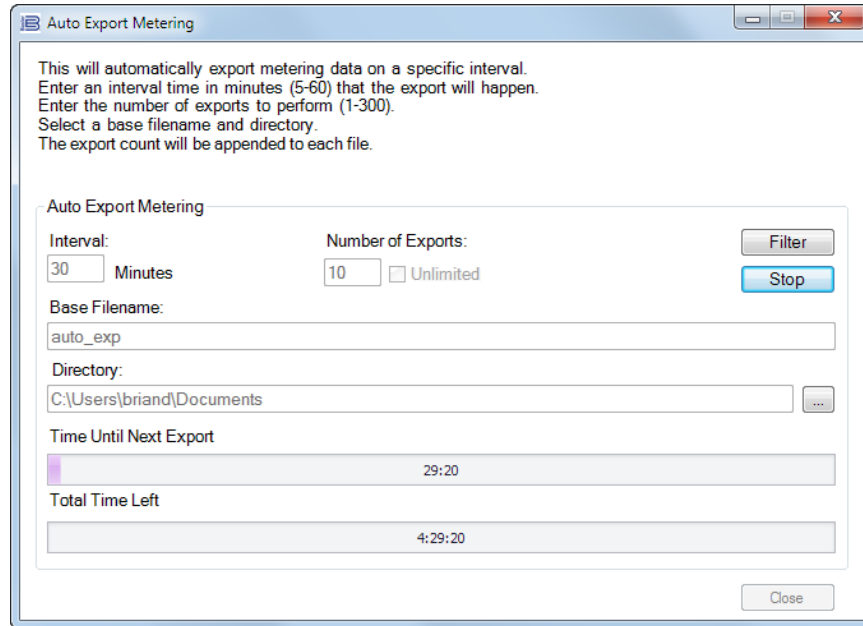 Auto Export Metering
This will automatically export metering data on a specific interval.
Enter an interval time in minutes (5-60) that the export will happen.
Enter the number of exports to perform (1-300).
Select a base filename and directory.
The export count will be appended to each file.
Auto Export Metering
Interval:
Number of Exports:
Filter
30 Minutes
10 Unlimited
Stop
Base Filename:
auto_exp
Directory:
C:\Users\briand\Documents
...
Time Until Next Export
29:20
Total Time Left
4:29:20
Close